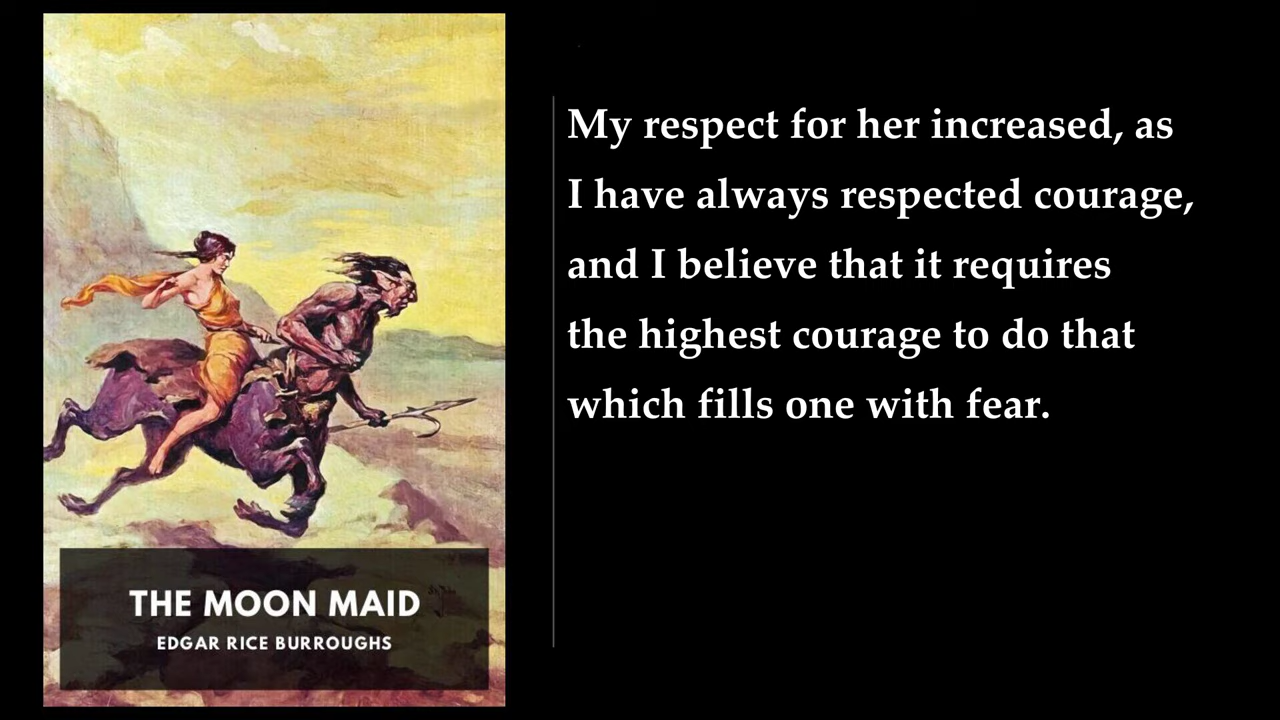 My respect for her increased, as
I have always respected courage,
and I believe that it requires
the highest courage to do that
which fills one with fear.
THE MOON MAID
EDGAR RICE BURROUGHS